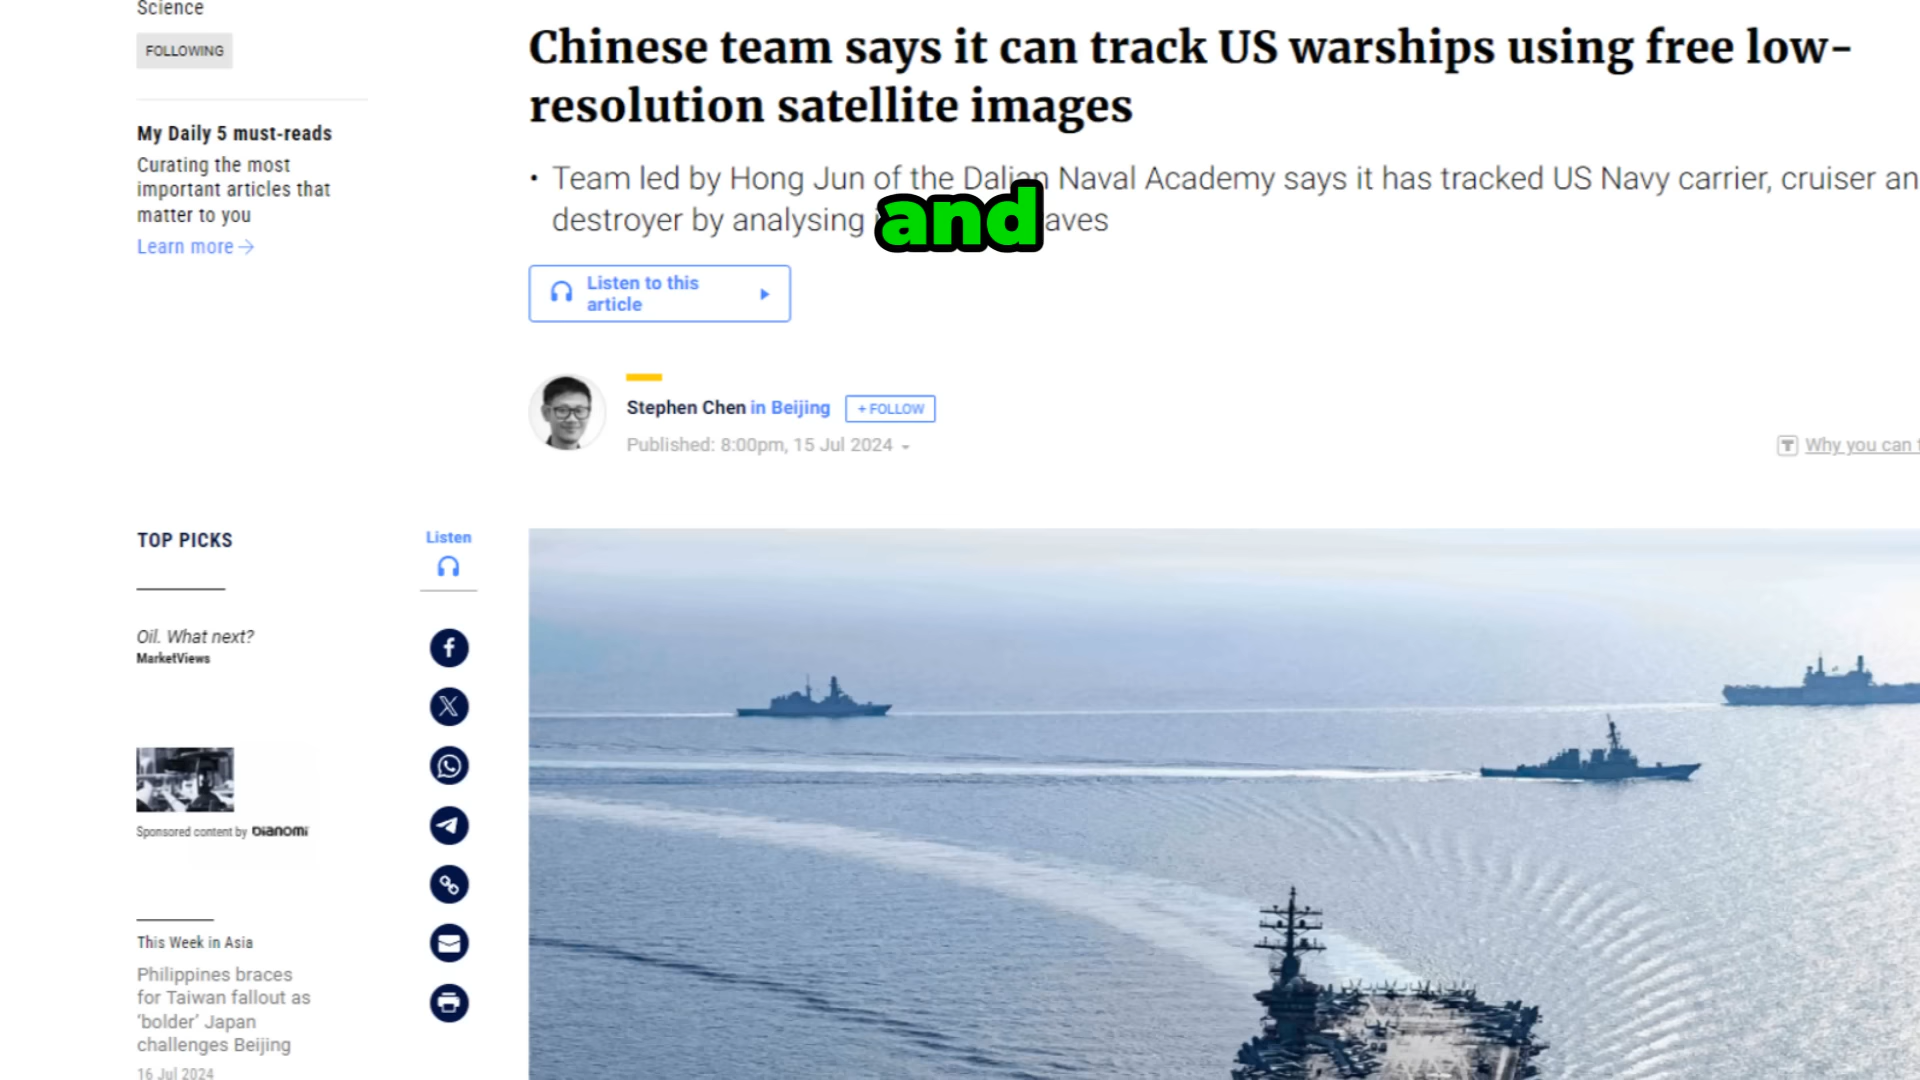 Science
FOLLOWING
My Daily 5 must-reads
Curating the most
important articles that
matter to you
Learn more →
Chinese team says it can track US warships using free low-
resolution satellite images
• Team led by Hong Jun of the Dalian Naval Academy says it has tracked US Navy carrier, cruiser an
destroyer by analysing
aves
and
Listen to this
article
Stephen Chen in Beijing
+ FOLLOW
Published: 8:00pm, 15 Jul 2024
Why you can t
TOP PICKS
Oil. What next?
MarketViews
Sponsored content by Dianomi
This Week in Asia
Philippines braces
for Taiwan fallout as
‘bolder’ Japan
challenges Beijing
16 Jul 2024
Listen